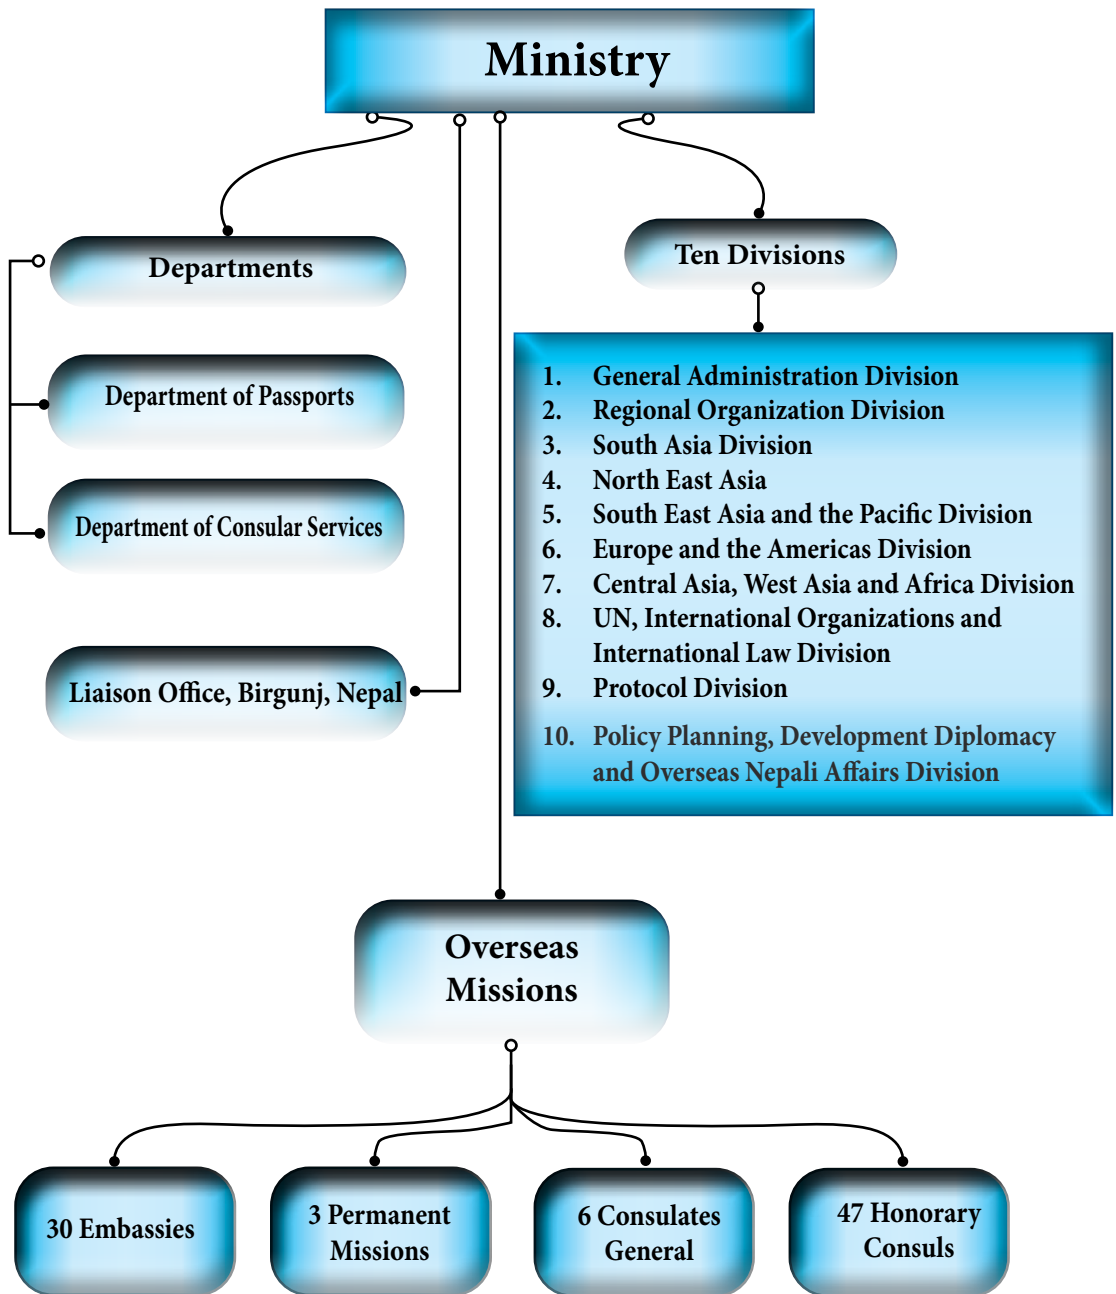 Ministry
Departments
Department of Passports
Department of Consular Services
Liaison Office, Birgunj, Nepal
Ten Divisions
1. General Administration Division
2. Regional Organization Division
3. South Asia Division
4. North East Asia
5. South East Asia and the Pacific Division
6. Europe and the Americas Division
7. Central Asia, West Asia and Africa Division
8. UN, International Organizations and
International Law Division
9. Protocol Division
10. Policy Planning, Development Diplomacy
and Overseas Nepali Affairs Division
Overseas
Missions
30 Embassies
3 Permanent
Missions
6 Consulates
General
47 Honorary
Consuls